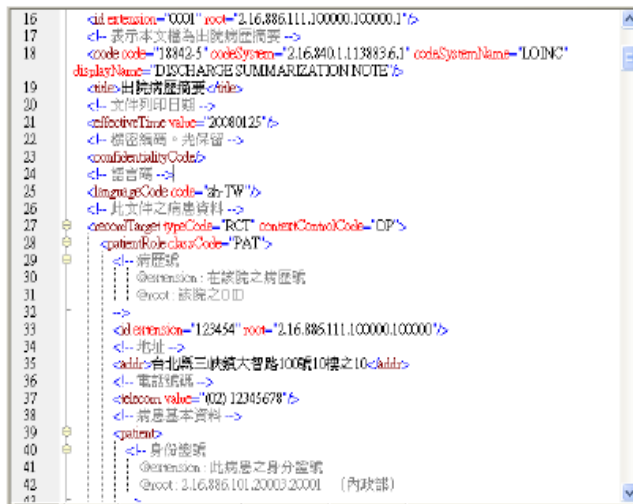 16 <id extension="0001" root="2.16.886.111.100000.100000.1"/>
17 <!-- 表示本文檔為出院病歷摘要 -->
18 <code code="18842-5" codeSystem="2.16.840.1.113883.6.1" codeSystemName="LOINC"
displayName="DISCHARGE SUMMARIZATION NOTE"/>
19 <title>出院病歷摘要</title>
20 <!-- 文件列印日期 -->
21 <effectiveTime value="20080125"/>
22 <!-- 機密編碼。先保留 -->
23 <confidentialityCode/>
24 <!-- 語言碼 -->
25 <languageCode code="zh-TW"/>
26 <!-- 此文件之病患資料 -->
27 <recordTarget typeCode="RCT" contextControlCode="OP">
28 <patientRole classCode="PAT">
29 <!-- 病歷號
30 @extension : 在該院之病歷號
31 @root : 該院之OID
32 -->
33 <id extension="123454" root="2.16.886.111.100000.100000"/>
34 <!-- 地址 -->
35 <addr>台北縣三峽鎮大智路100號10樓之10</addr>
36 <!-- 電話號碼 -->
37 <telecom value="(02) 12345678"/>
38 <!-- 病患基本資料 -->
39 <patient>
40 <!-- 身份證號
41 @extension : 此病患之身分證號
42 @root : 2.16.886.101.20003.20001 (內政部)
43 -->